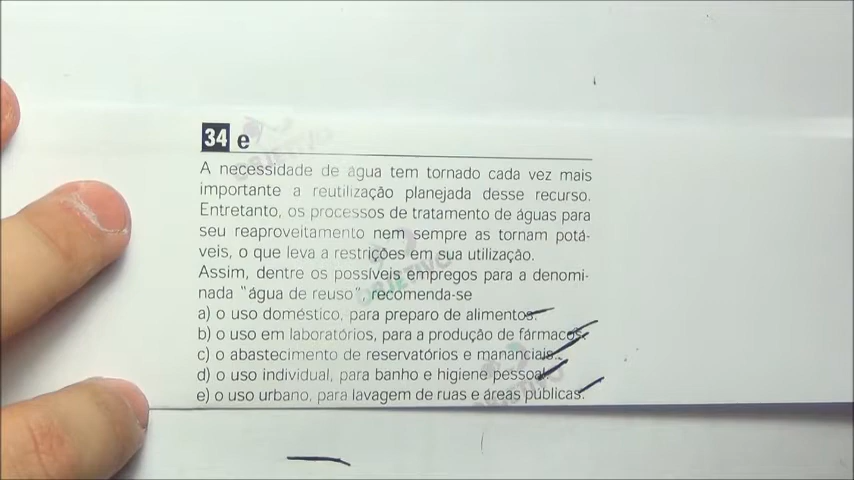 34 e
A necessidade de água tem tornado cada vez mais
importante a reutilização planejada desse recurso.
Entretanto, os processos de tratamento de águas para
seu reaproveitamento nem sempre as tornam potá-
veis, o que leva a restrições em sua utilização.
Assim, dentre os possíveis empregos para a denomi-
nada “água de reuso”, recomenda-se
a) o uso doméstico, para preparo de alimentos.
b) o uso em laboratórios, para a produção de fármacos.
c) o abastecimento de reservatórios e mananciais.
d) o uso individual, para banho e higiene pessoal.
e) o uso urbano, para lavagem de ruas e áreas públicas.
OBJETIVO
OBJETIVO
OBJETIVO